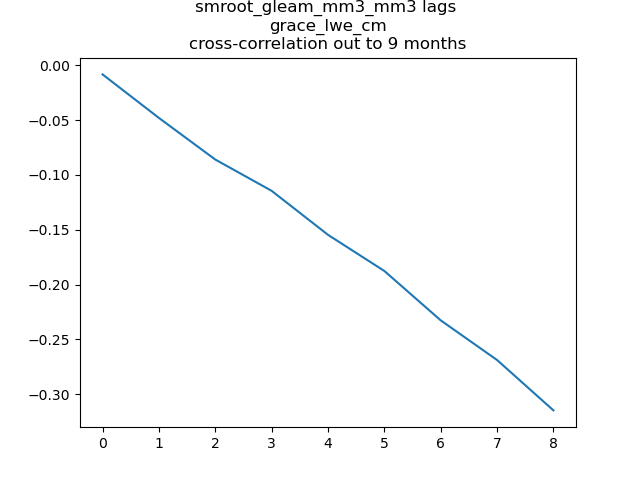 smroot_gleam_mm3_mm3 lags
grace_lwe_cm
cross-correlation out to 9 months
0.00
−0.05
−0.10
−0.15
−0.20
−0.25
−0.30
0 1 2 3 4 5 6 7 8